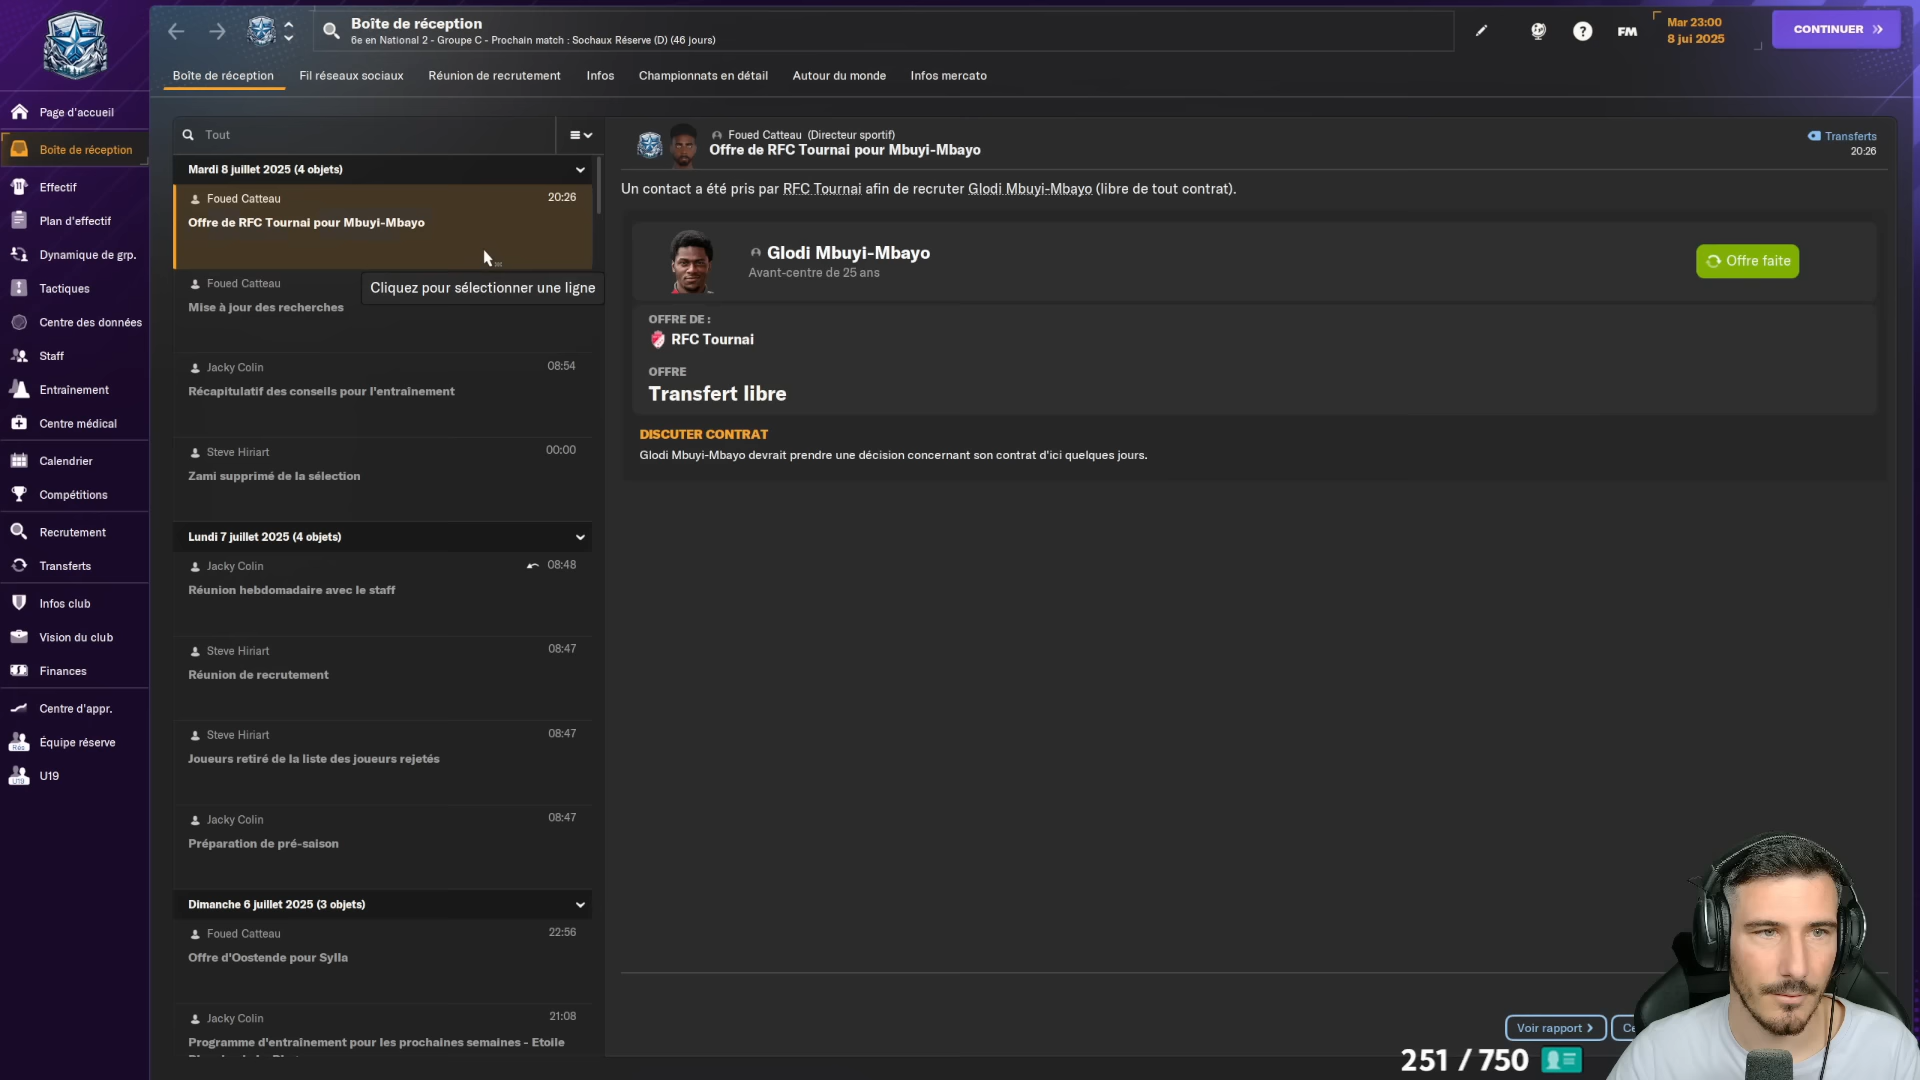 Boîte de réception
6e en National 2 - Groupe C - Prochain match : Sochaux Réserve (D) (46 jours)
FM
Mar 23:00
8 jui 2025
CONTINUER
Boîte de réception
Fil réseaux sociaux
Réunion de recrutement
Infos
Championnats en détail
Autour du monde
Infos mercato
Page d'accueil
Boîte de réception
Effectif
Plan d'effectif
Dynamique de grp.
Tactiques
Centre des données
Staff
Entraînement
Centre médical
Calendrier
Compétitions
Recrutement
Transferts
Infos club
Vision du club
Finances
Centre d'appr.
Équipe réserve
U19
Tout
Mardi 8 juillet 2025 (4 objets)
Foued Catteau 20:26
Offre de RFC Tournai pour Mbuyi-Mbayo
Foued Catteau
Mise à jour des recherches
Cliquez pour sélectionner une ligne
Jacky Colin 08:54
Récapitulatif des conseils pour l'entraînement
Steve Hiriart 00:00
Zami supprimé de la sélection
Lundi 7 juillet 2025 (4 objets)
Jacky Colin 08:48
Réunion hebdomadaire avec le staff
Steve Hiriart 08:47
Réunion de recrutement
Steve Hiriart 08:47
Joueurs retiré de la liste des joueurs rejetés
Jacky Colin 08:47
Préparation de pré-saison
Dimanche 6 juillet 2025 (3 objets)
Foued Catteau 22:56
Offre d'Oostende pour Sylla
Jacky Colin 21:08
Programme d'entraînement pour les prochaines semaines - Etoile
Foued Catteau (Directeur sportif)
Offre de RFC Tournai pour Mbuyi-Mbayo
Transferts
20:26
Un contact a été pris par RFC Tournai afin de recruter Glodi Mbuyi-Mbayo (libre de tout contrat).
Glodi Mbuyi-Mbayo
Avant-centre de 25 ans
Offre faite
OFFRE DE :
RFC Tournai
OFFRE
Transfert libre
DISCUTER CONTRAT
Glodi Mbuyi-Mbayo devrait prendre une décision concernant son contrat d'ici quelques jours.
Voir rapport
251 / 750